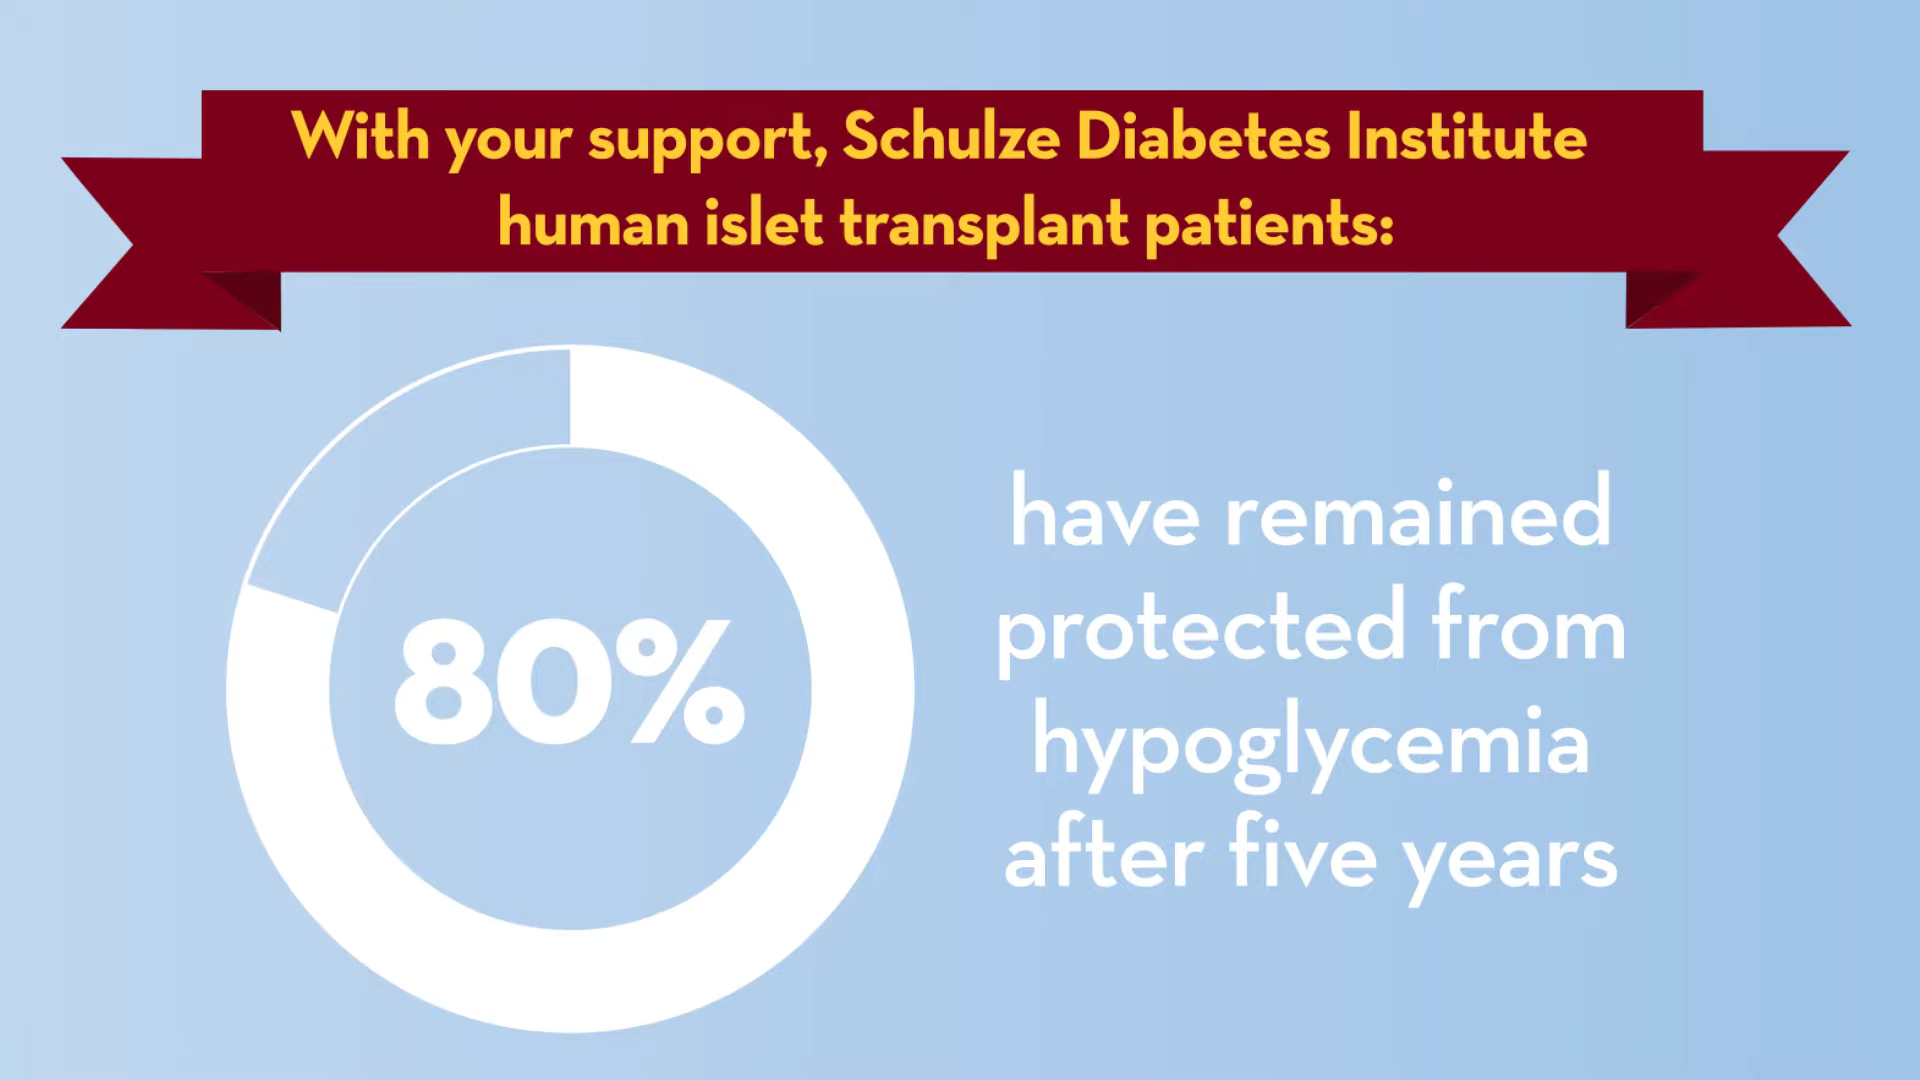 With your support, Schulze Diabetes Institute
human islet transplant patients:
80%
have remained
protected from
hypoglycemia
after five years